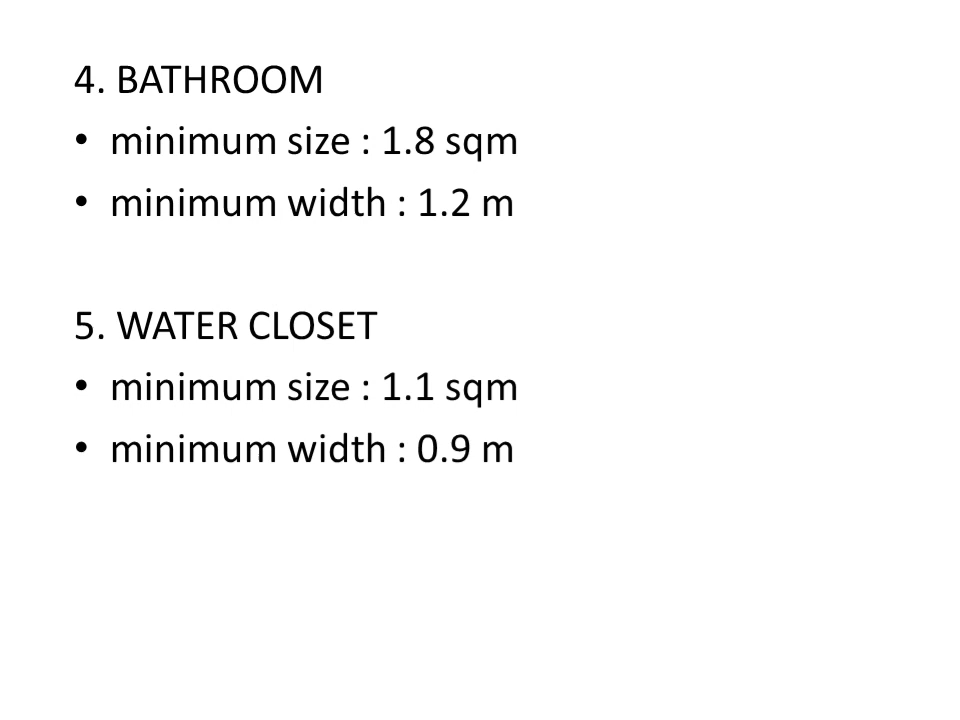 4. BATHROOM
• minimum size : 1.8 sqm
• minimum width : 1.2 m
5. WATER CLOSET
• minimum size : 1.1 sqm
• minimum width : 0.9 m